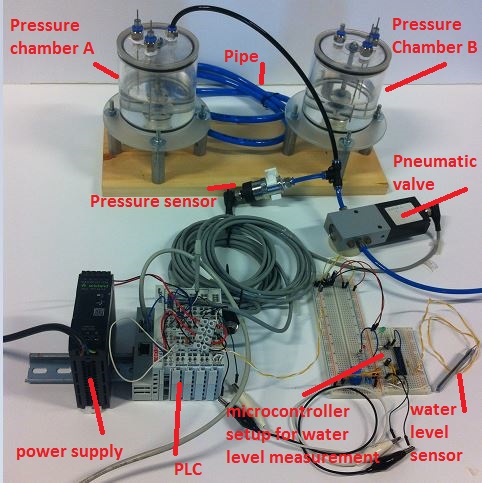 Pressure
chamber A
Pipe
Pressure
Chamber B
Pneumatic
valve
Pressure sensor
power supply
PLC
microcontroller
setup for water
level measurement
water
level
sensor